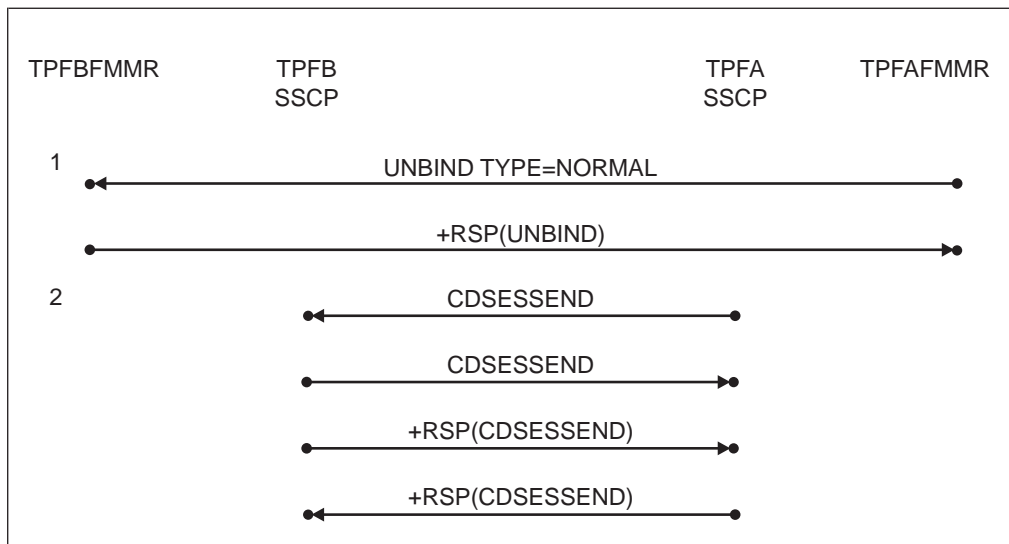 TPFBFMMR
TPFB
SSCP
TPFA
SSCP
TPFAFMMR
1
UNBIND TYPE=NORMAL
+RSP(UNBIND)
2
CDSESSEND
CDSESSEND
+RSP(CDSESSEND)
+RSP(CDSESSEND)